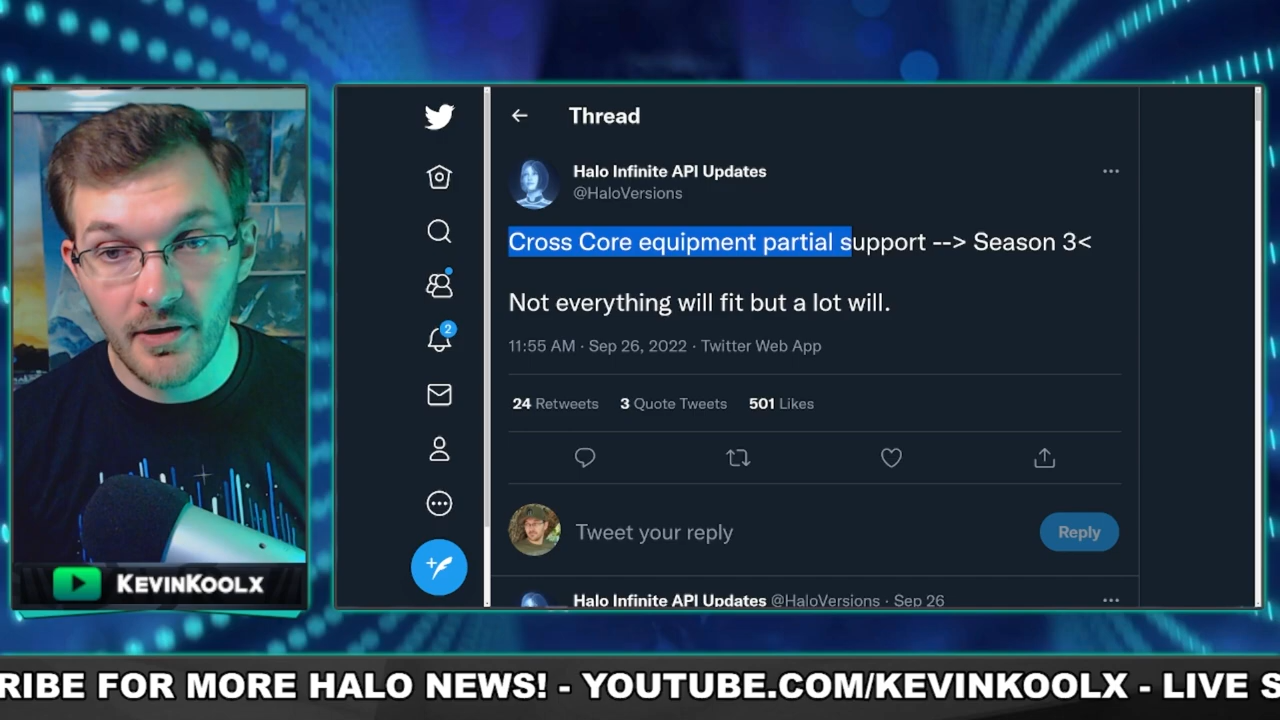 Thread
Halo Infinite API Updates
@HaloVersions
Cross Core equipment partial support --> Season 3<
Not everything will fit but a lot will.
11:55 AM · Sep 26, 2022 · Twitter Web App
24 Retweets 3 Quote Tweets 501 Likes
2
Tweet your reply
Reply
Halo Infinite API Updates @HaloVersions · Sep 26
KEVINKOOLX
RIBE FOR MORE HALO NEWS! - YOUTUBE.COM/KEVINKOOLX - LIVE S